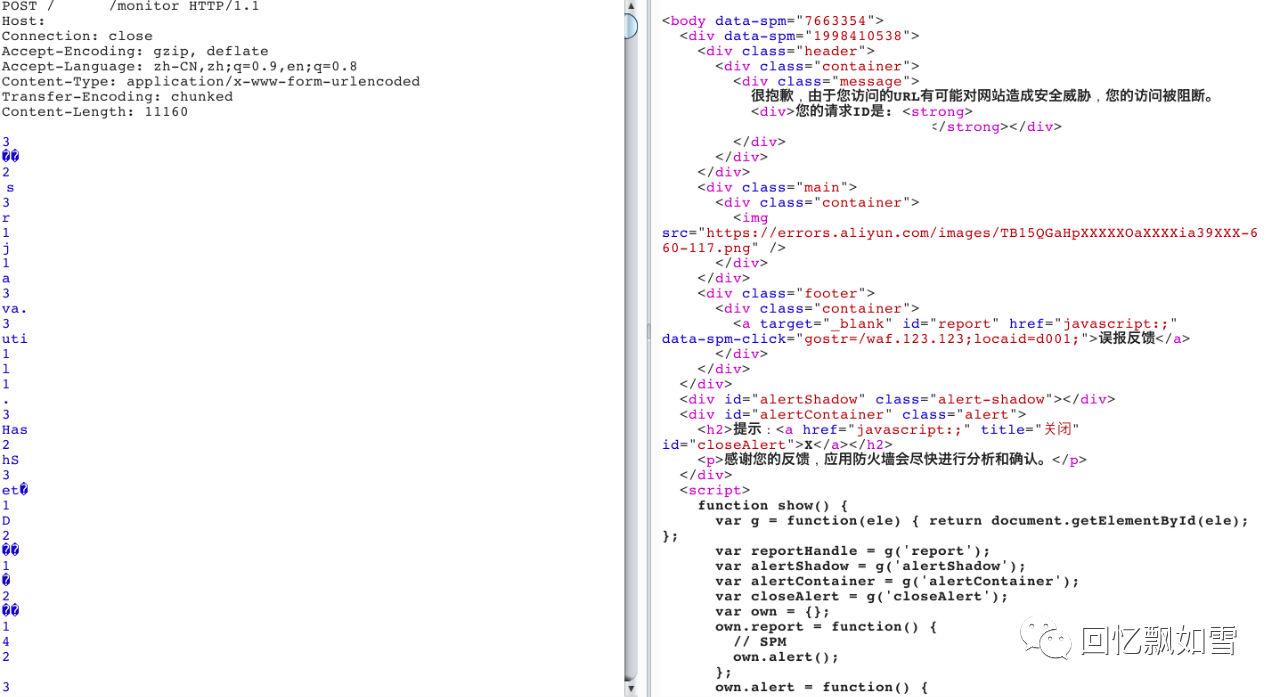 POST / /monitor HTTP/1.1
Host:
Connection: close
Accept-Encoding: gzip, deflate
Accept-Language: zh-CN,zh;q=0.9,en;q=0.8
Content-Type: application/x-www-form-urlencoded
Transfer-Encoding: chunked
Content-Length: 11160
3
��
2
s
3
r
1
j
1
a
3
va.
3
uti
1
l
1
.
3
Has
2
hS
3
et�
1
D
2
��
1
�
2
��
1
4
2
3
<body data-spm="7663354">
<div data-spm="1998410538">
<div class="header">
<div class="container">
<div class="message">
很抱歉，由于您访问的URL有可能对网站造成安全威胁，您的访问被阻断。
<div>您的请求ID是: <strong>
</strong></div>
</div>
</div>
</div>
<div class="main">
<div class="container">
<img
src="https://errors.aliyun.com/images/TB15QGaHpXXXXXOaXXXXia39XXX-6
60-117.png" />
</div>
</div>
<div class="footer">
<div class="container">
<a target="_blank" id="report" href="javascript:;"
data-spm-click="gostr=/waf.123.123;locaid=d001;">误报反馈</a>
</div>
</div>
</div>
<div id="alertShadow" class="alert-shadow"></div>
<div id="alertContainer" class="alert">
<h2>提示：<a href="javascript:;" title="关闭"
id="closeAlert">X</a></h2>
<p>感谢您的反馈，应用防火墙会尽快进行分析和确认。</p>
</div>
<script>
function show() {
var g = function(ele) { return document.getElementById(ele);
};
var reportHandle = g('report');
var alertShadow = g('alertShadow');
var alertContainer = g('alertContainer');
var closeAlert = g('closeAlert');
var own = {};
own.report = function() {
// SPM
own.alert();
};
own.alert = function() {
回忆飘如雪